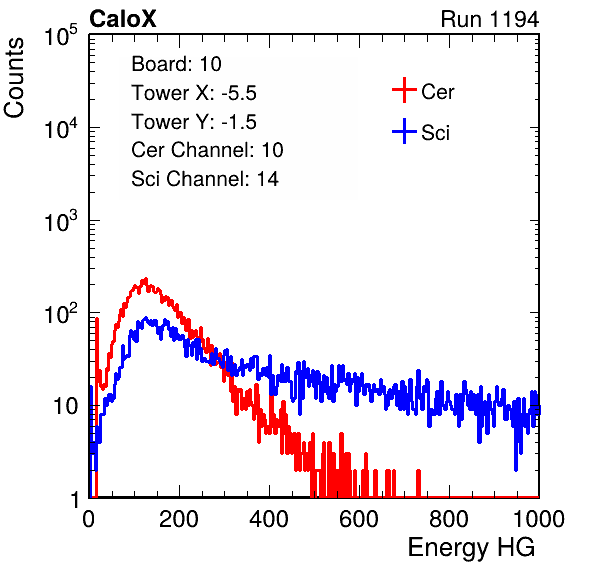 CaloX
Run 1194
Counts
10^5
10^4
10^3
10^2
10
1
Board: 10
Tower X: -5.5
Tower Y: -1.5
Cer Channel: 10
Sci Channel: 14
Cer
Sci
0 200 400 600 800 1000
Energy HG